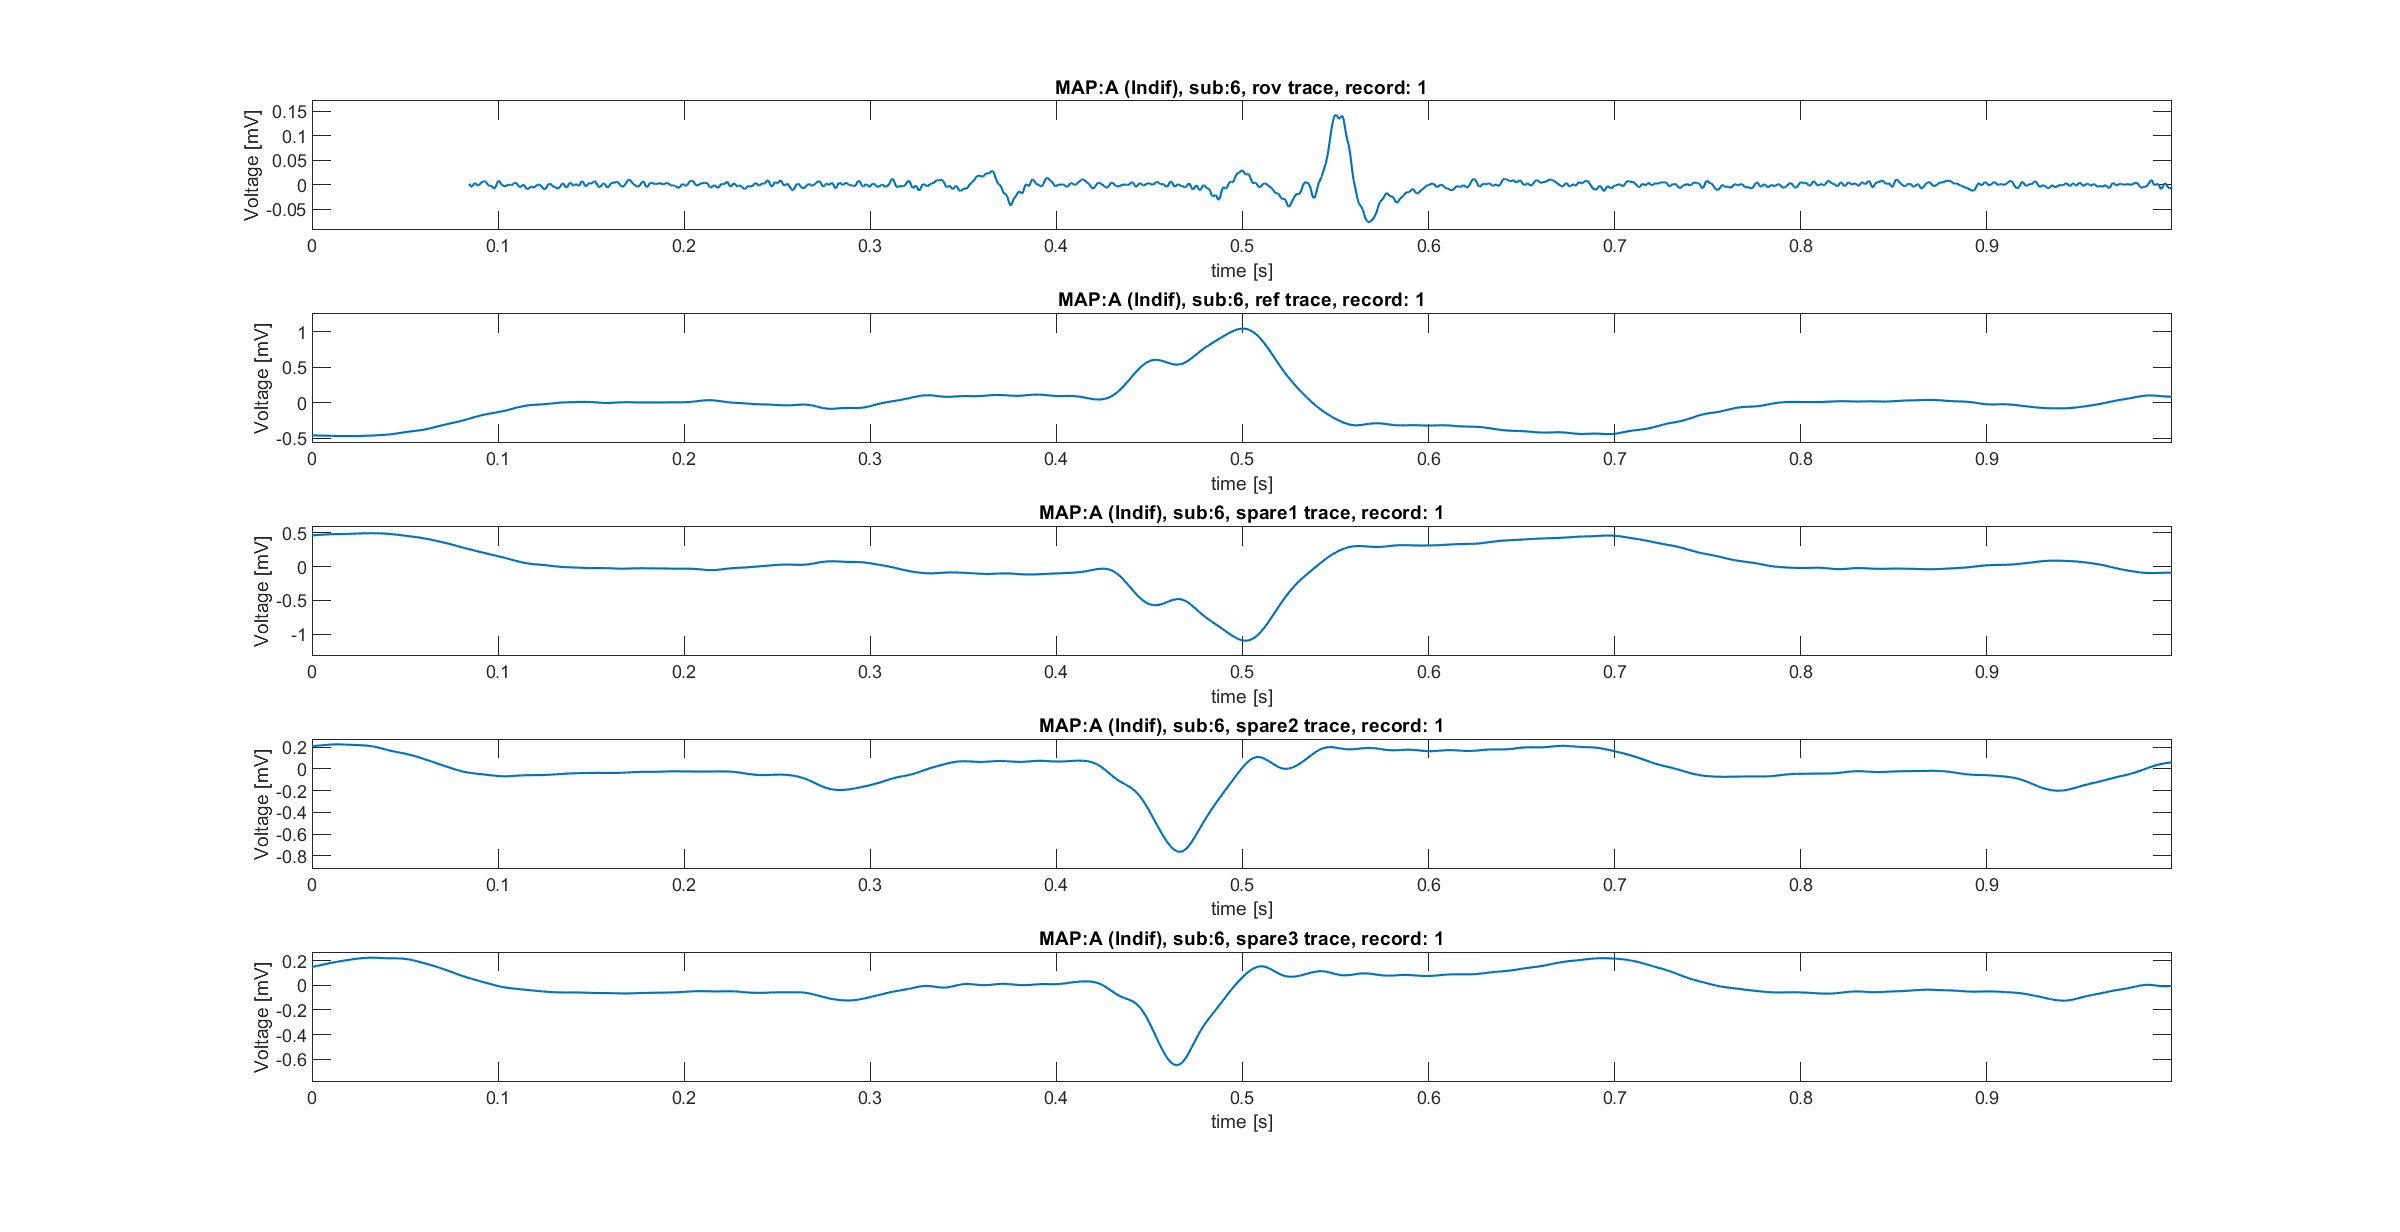 MAP:A (Indif), sub:6, rov trace, record: 1
Voltage [mV]
0.15
0.1
0.05
0
-0.05
0 0.1 0.2 0.3 0.4 0.5 0.6 0.7 0.8 0.9
time [s]
MAP:A (Indif), sub:6, ref trace, record: 1
Voltage [mV]
1
0.5
0
-0.5
0 0.1 0.2 0.3 0.4 0.5 0.6 0.7 0.8 0.9
time [s]
MAP:A (Indif), sub:6, spare1 trace, record: 1
Voltage [mV]
0.5
0
-0.5
-1
0 0.1 0.2 0.3 0.4 0.5 0.6 0.7 0.8 0.9
time [s]
MAP:A (Indif), sub:6, spare2 trace, record: 1
Voltage [mV]
0.2
0
-0.2
-0.4
-0.6
-0.8
0 0.1 0.2 0.3 0.4 0.5 0.6 0.7 0.8 0.9
time [s]
MAP:A (Indif), sub:6, spare3 trace, record: 1
Voltage [mV]
0.2
0
-0.2
-0.4
-0.6
0 0.1 0.2 0.3 0.4 0.5 0.6 0.7 0.8 0.9
time [s]